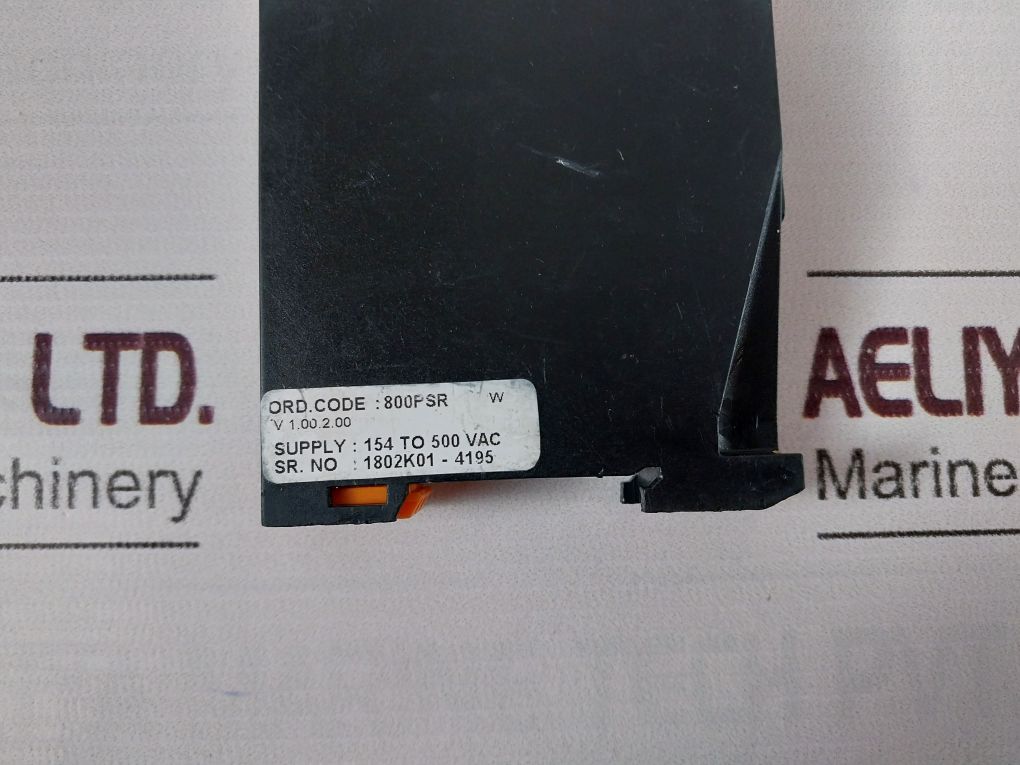 ORD.CODE : 800PSR W
V 1.00.2.00
SUPPLY : 154 TO 500 VAC
SR. NO : 1802K01 - 4195
LTD.
chinery
AELIY
Marine